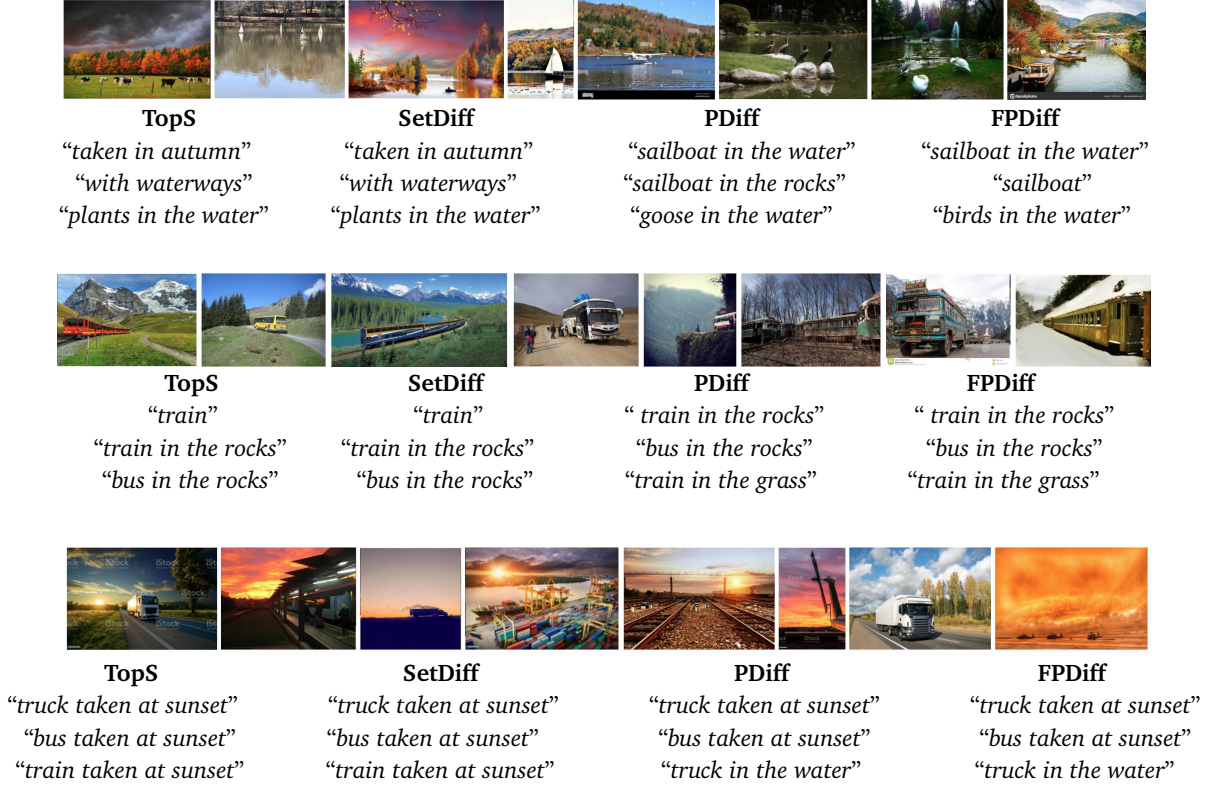 depositphotos
TopS SetDiff PDiff FPDiff
“taken in autumn” “taken in autumn” “sailboat in the water” “sailboat in the water”
“with waterways” “with waterways” “sailboat in the rocks” “sailboat”
“plants in the water” “plants in the water” “goose in the water” “birds in the water”
TopS SetDiff PDiff FPDiff
“train” “train” “ train in the rocks” “ train in the rocks”
“train in the rocks” “train in the rocks” “bus in the rocks” “bus in the rocks”
“bus in the rocks” “bus in the rocks” “train in the grass” “train in the grass”
iStock
iStock
iStock
iStock
TopS SetDiff PDiff FPDiff
“truck taken at sunset” “truck taken at sunset” “truck taken at sunset” “truck taken at sunset”
“bus taken at sunset” “bus taken at sunset” “bus taken at sunset” “bus taken at sunset”
“train taken at sunset” “train taken at sunset” “truck in the water” “truck in the water”